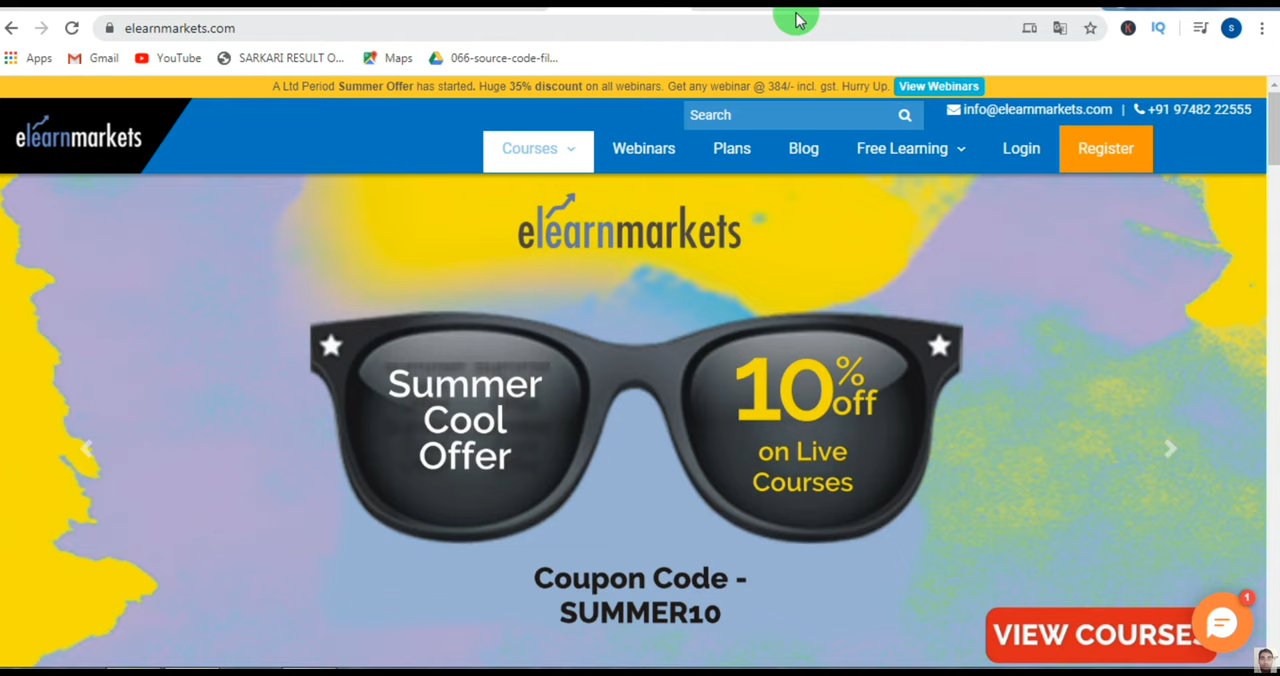 elearnmarkets.com
Apps Gmail YouTube SARKARI RESULT O... Maps 066-source-code-fil...
A Ltd Period Summer Offer has started. Huge 35% discount on all webinars. Get any webinar @ 384/- incl. gst. Hurry Up. View Webinars
elearnmarkets
Search
info@elearnmarkets.com | +91 97482 22555
Courses Webinars Plans Blog Free Learning Login Register
elearnmarkets
Summer
Cool
Offer
10%
off
on Live
Courses
Coupon Code -
SUMMER10
VIEW COURSES
1
K
IQ
S